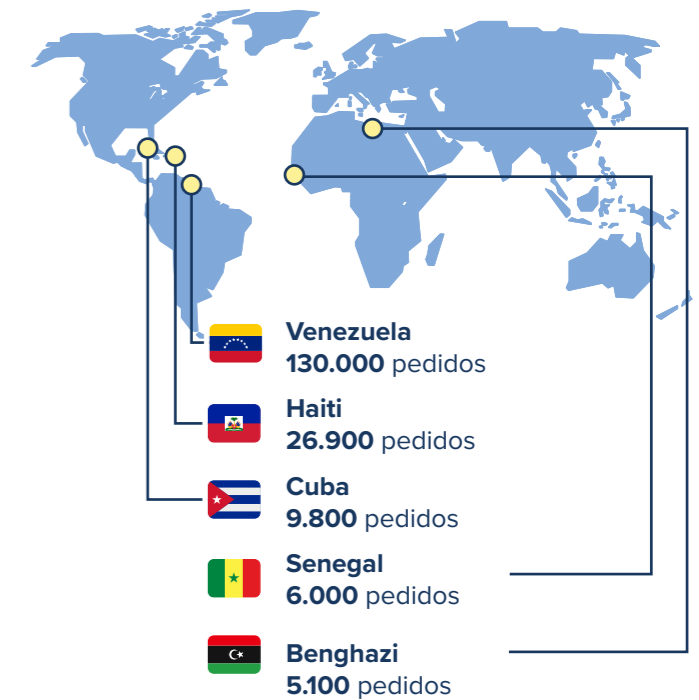 Venezuela
130.000 pedidos
Haiti
26.900 pedidos
Cuba
9.800 pedidos
Senegal
6.000 pedidos
Benghazi
5.100 pedidos